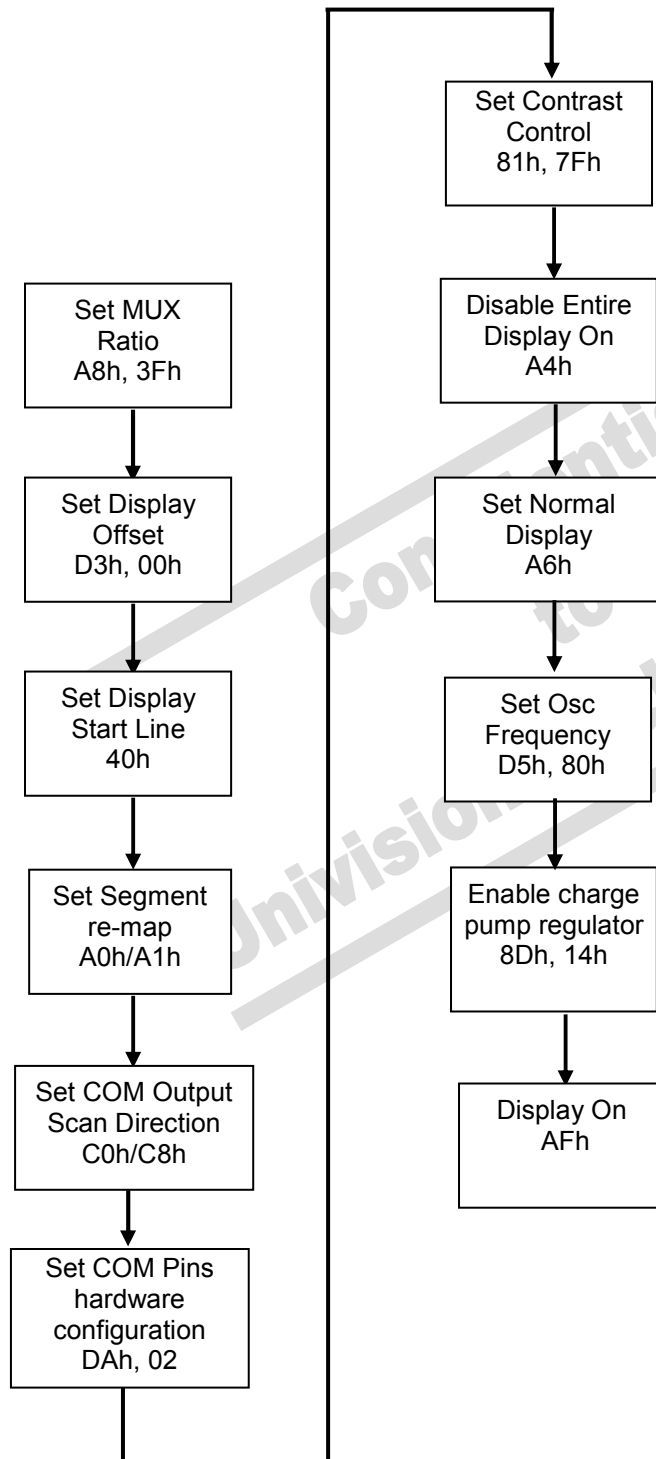 Set MUX
Ratio
A8h, 3Fh
Set Display
Offset
D3h, 00h
Set Display
Start Line
40h
Set Segment
re-map
A0h/A1h
Set COM Output
Scan Direction
C0h/C8h
Set COM Pins
hardware
configuration
DAh, 02
Set Contrast
Control
81h, 7Fh
Disable Entire
Display On
A4h
Set Normal
Display
A6h
Set Osc
Frequency
D5h, 80h
Enable charge
pump regulator
8Dh, 14h
Display On
AFh
to
Univision